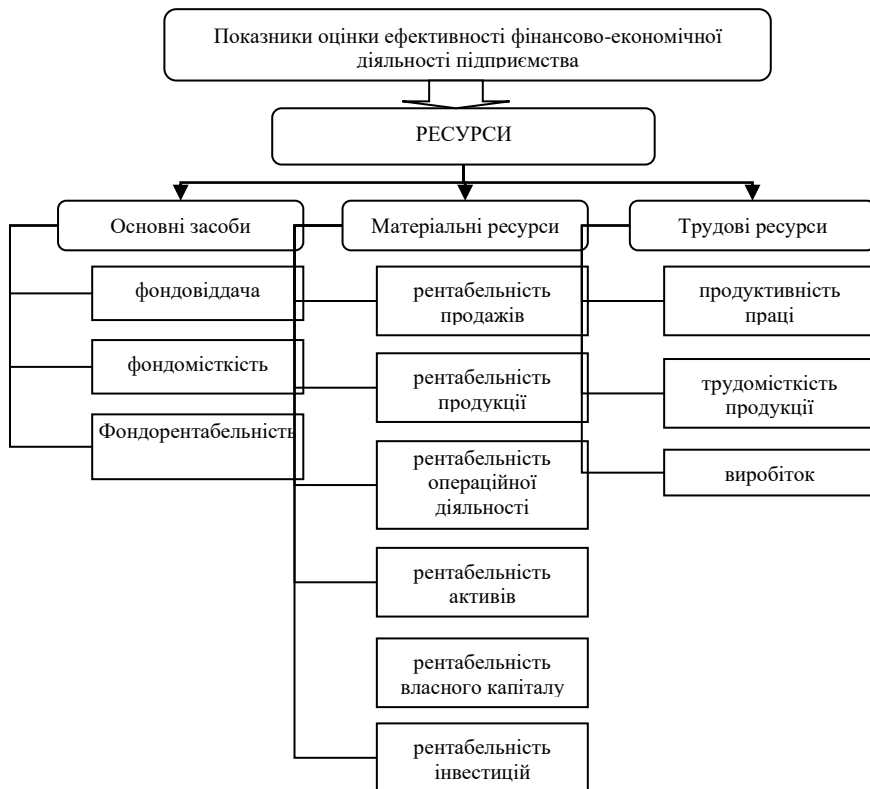 Показники оцінки ефективності фінансово-економічної
діяльності підприємства
РЕСУРСИ
Основні засоби
фондовіддача
фондомісткість
Фондорентабельність
Матеріальні ресурси
рентабельність
продажів
рентабельність
продукції
рентабельність
операційної
діяльності
рентабельність
активів
рентабельність
власного капіталу
рентабельність
інвестицій
Трудові ресурси
продуктивність
праці
трудомісткість
продукції
виробіток